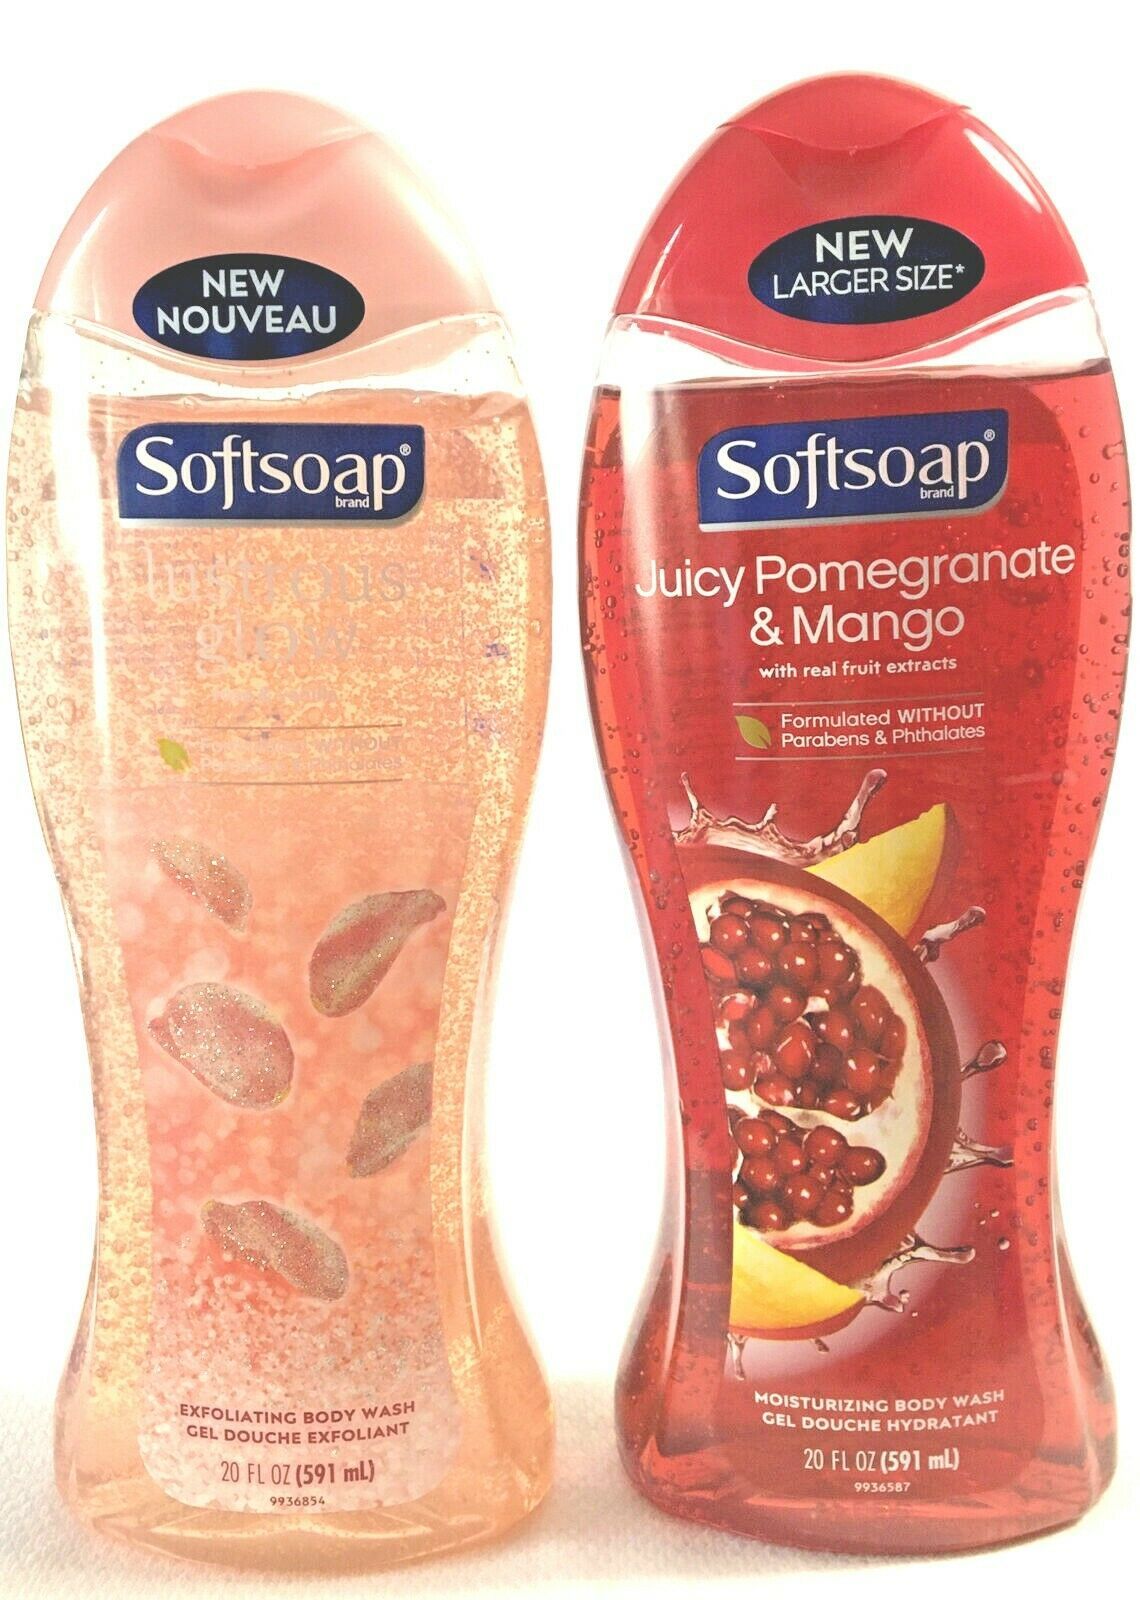 NEW
NOUVEAU
Softsoap®
brand
lustrous
glow
WITHOUT
Phthalates
EXFOLIATING BODY WASH
GEL DOUCHE EXFOLIANT
20 FL OZ (591 mL)
9936854
NEW
LARGER SIZE*
Softsoap®
brand
Juicy Pomegranate
& Mango
with real fruit extracts
Formulated WITHOUT
Parabens & Phthalates
MOISTURIZING BODY WASH
GEL DOUCHE HYDRATANT
20 FL OZ (591 mL)
9936587